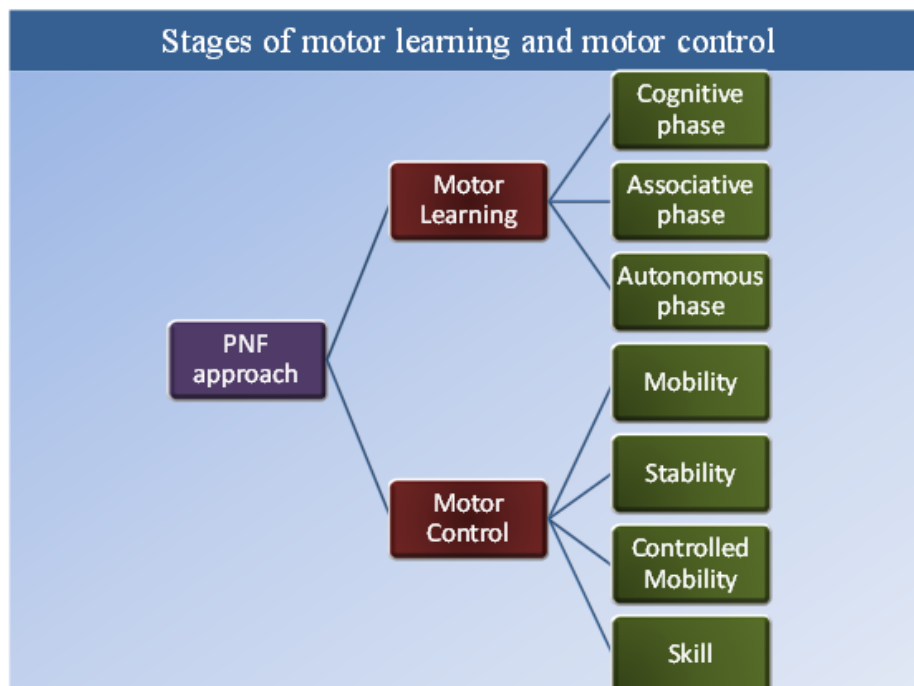 Stages of motor learning and motor control
Cognitive
phase
Motor
Learning
Associative
phase
Autonomous
phase
PNF
approach
Mobility
Stability
Motor
Control
Controlled
Mobility
Skill